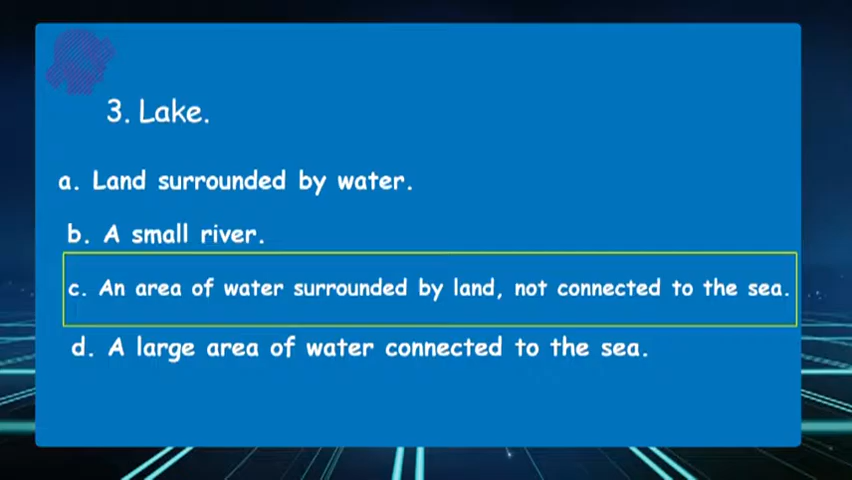 3. Lake.
a. Land surrounded by water.
b. A small river.
c. An area of water surrounded by land, not connected to the sea.
d. A large area of water connected to the sea.